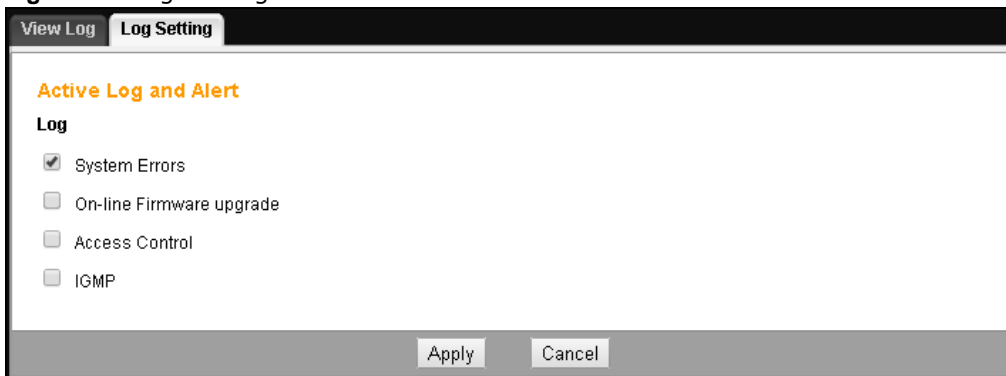 View Log Log Setting
Active Log and Alert
Log
System Errors
On-line Firmware upgrade
Access Control
IGMP
Apply Cancel